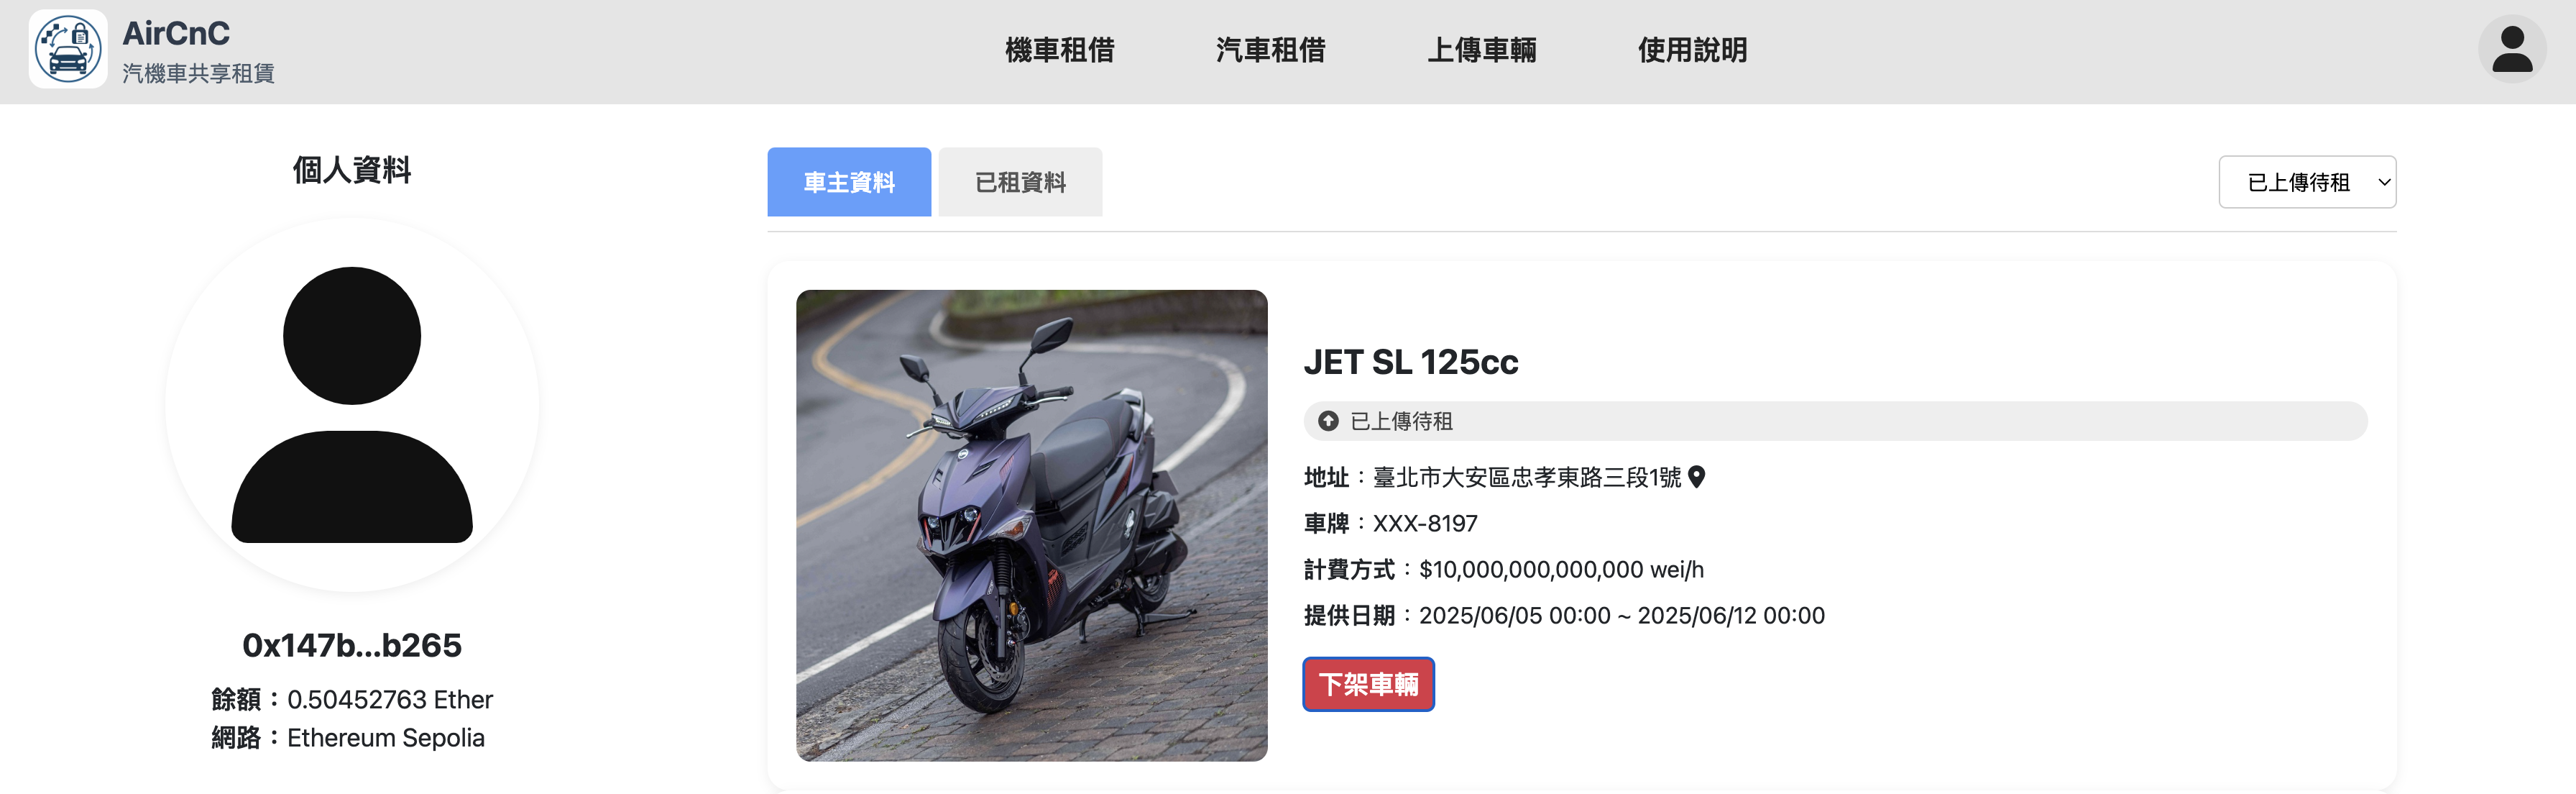 AirCnC
汽機車共享租賃
機車租借
汽車租借
上傳車輛
使用說明
個人資料
0x147b...b265
餘額：0.50452763 Ether
網路：Ethereum Sepolia
車主資料
已租資料
已上傳待租
JET SL 125cc
已上傳待租
地址：臺北市大安區忠孝東路三段1號
車牌：XXX-8197
計費方式：$10,000,000,000,000 wei/h
提供日期：2025/06/05 00:00 ~ 2025/06/12 00:00
下架車輛